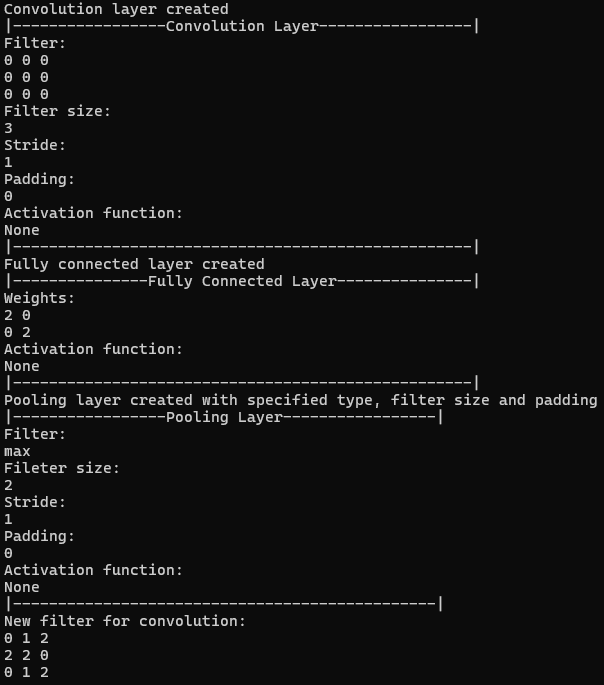 Convolution layer created
|-----------------Convolution Layer-----------------|
Filter:
0 0 0
0 0 0
0 0 0
Filter size:
3
Stride:
1
Padding:
0
Activation function:
None
|---------------------------------------------------|
Fully connected layer created
|---------------Fully Connected Layer---------------|
Weights:
2 0
0 2
Activation function:
None
|---------------------------------------------------|
Pooling layer created with specified type, filter size and padding
|-----------------Pooling Layer-----------------|
Filter:
max
Fileter size:
2
Stride:
1
Padding:
0
Activation function:
None
|-----------------------------------------------|
New filter for convolution:
0 1 2
2 2 0
0 1 2